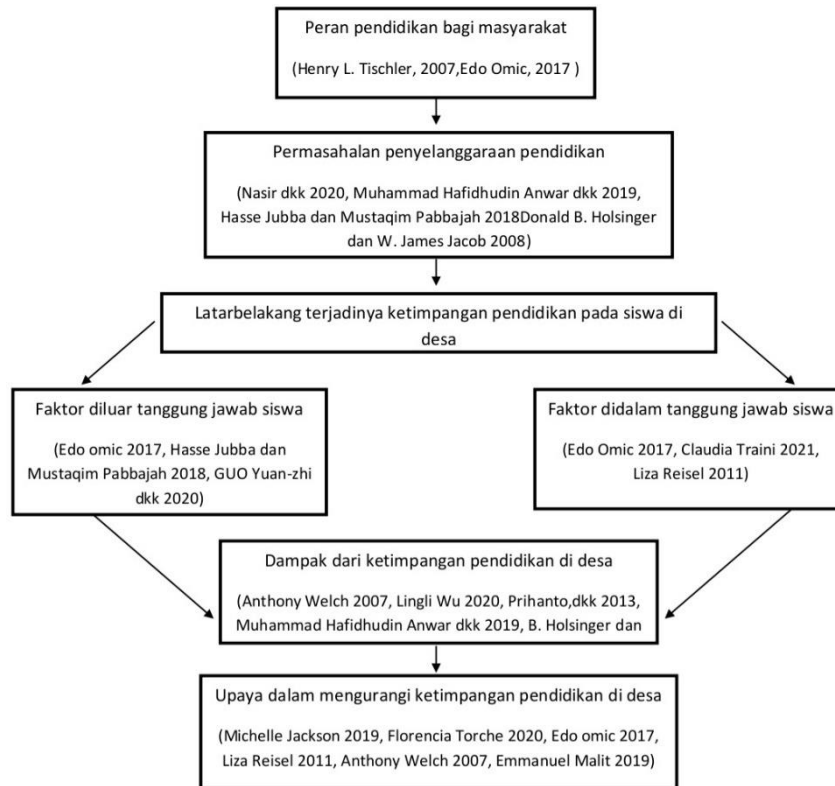 Peran pendidikan bagi masyarakat
(Henry L. Tischler, 2007,Edo Omic, 2017 )
Permasahalan penyelanggaraan pendidikan
(Nasir dkk 2020, Muhammad Hafidhudin Anwar dkk 2019,
Hasse Jubba dan Mustaqim Pabbajah 2018Donald B. Holsinger
dan W. James Jacob 2008)
Latarbelakang terjadinya ketimpangan pendidikan pada siswa di
desa
Faktor diluar tanggung jawab siswa
(Edo omic 2017, Hasse Jubba dan
Mustaqim Pabbajah 2018, GUO Yuan-zhi
dkk 2020)
Faktor didalam tanggung jawab siswa
(Edo Omic 2017, Claudia Traini 2021,
Liza Reisel 2011)
Dampak dari ketimpangan pendidikan di desa
(Anthony Welch 2007, Lingli Wu 2020, Prihanto,dkk 2013,
Muhammad Hafidhudin Anwar dkk 2019, B. Holsinger dan
Upaya dalam mengurangi ketimpangan pendidikan di desa
(Michelle Jackson 2019, Florencia Torche 2020, Edo omic 2017,
Liza Reisel 2011, Anthony Welch 2007, Emmanuel Malit 2019)